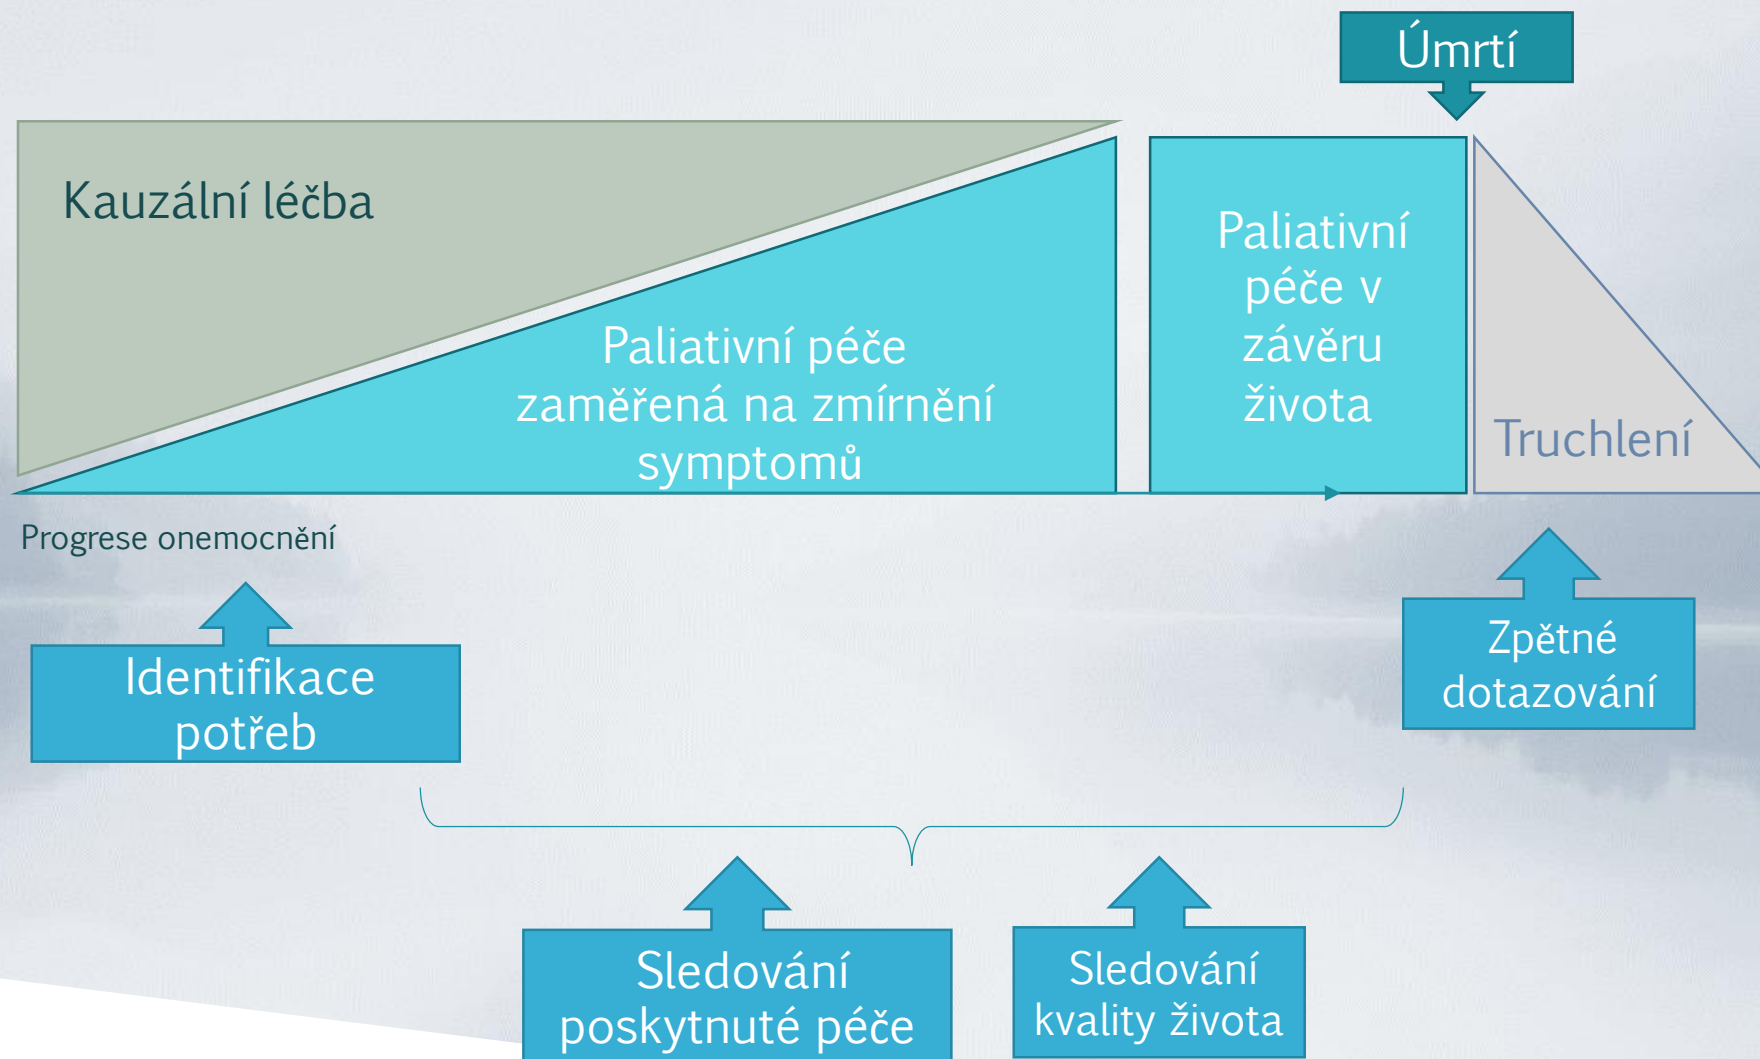 Úmrtí
Kauzální léčba
Paliativní péče
zaměřená na zmírnění
symptomů
Paliativní
péče v
závěru
života
Truchlení
Progrese onemocnění
Identifikace
potřeb
Zpětné
dotazování
Sledování
poskytnuté péče
Sledování
kvality života